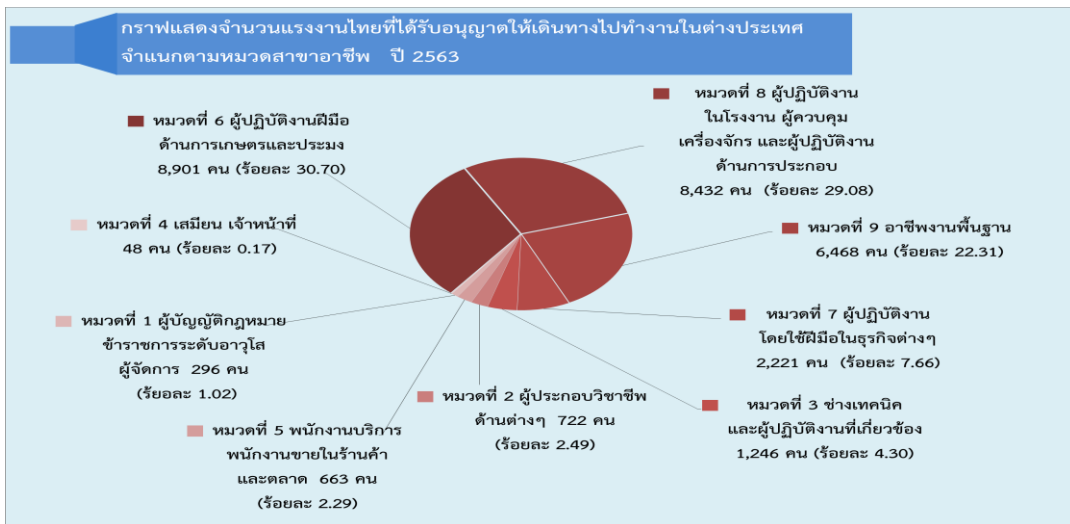 กราฟแสดงจำนวนแรงงานไทยที่ได้รับอนุญาตให้เดินทางไปทำงานในต่างประเทศ
จำแนกตามหมวดสาขาอาชีพ ปี 2563
หมวดที่ 8 ผู้ปฏิบัติงาน
ในโรงงาน ผู้ควบคุม
เครื่องจักร และผู้ปฏิบัติงาน
ด้านการประกอบ
8,432 คน (ร้อยละ 29.08)
หมวดที่ 6 ผู้ปฏิบัติงานฝีมือ
ด้านการเกษตรและประมง
8,901 คน (ร้อยละ 30.70)
หมวดที่ 4 เสมียน เจ้าหน้าที่
48 คน (ร้อยละ 0.17)
หมวดที่ 9 อาชีพงานพื้นฐาน
6,468 คน (ร้อยละ 22.31)
หมวดที่ 1 ผู้บัญญัติกฎหมาย
ข้าราชการระดับอาวุโส
ผู้จัดการ 296 คน
(ร้ยอละ 1.02)
หมวดที่ 7 ผู้ปฏิบัติงาน
โดยใช้ฝีมือในธุรกิจต่างๆ
2,221 คน (ร้อยละ 7.66)
หมวดที่ 2 ผู้ประกอบวิชาชีพ
ด้านต่างๆ 722 คน
(ร้อยละ 2.49)
หมวดที่ 3 ช่างเทคนิค
และผู้ปฏิบัติงานที่เกี่ยวข้อง
1,246 คน (ร้อยละ 4.30)
หมวดที่ 5 พนักงานบริการ
พนักงานขายในร้านค้า
และตลาด 663 คน
(ร้อยละ 2.29)